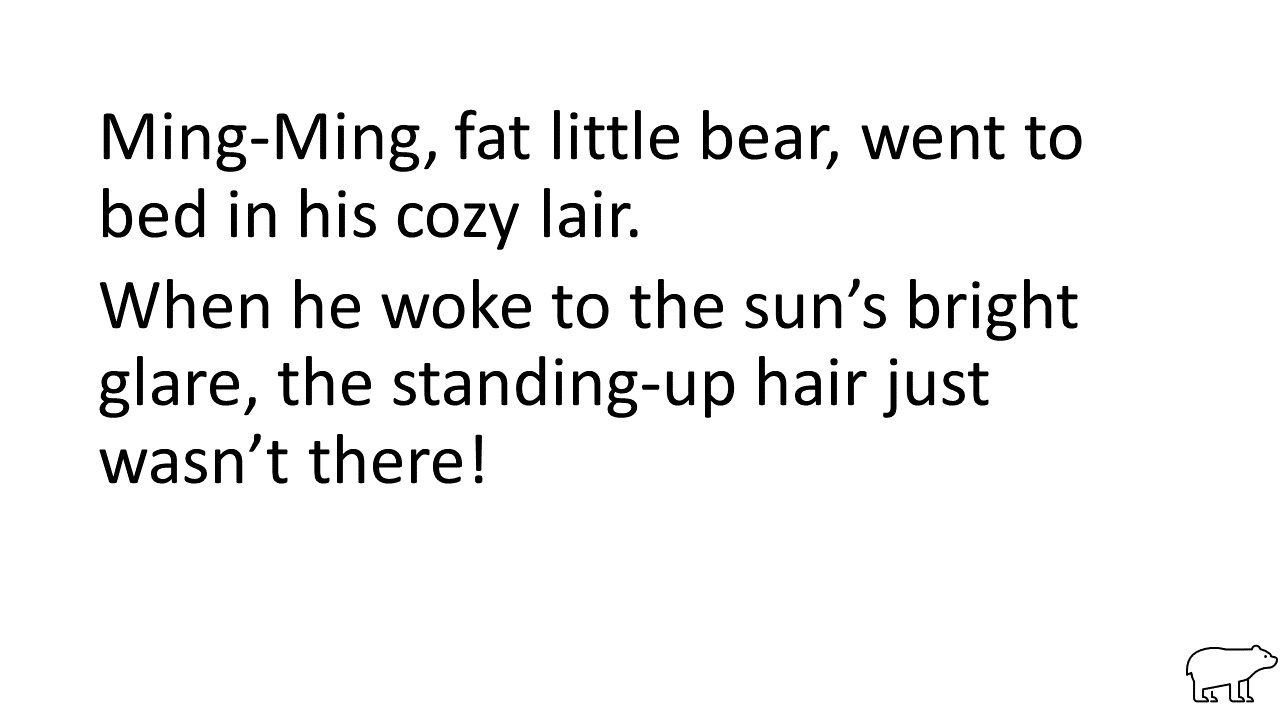 Ming-Ming, fat little bear, went to
bed in his cozy lair.
When he woke to the sun’s bright
glare, the standing-up hair just
wasn’t there!